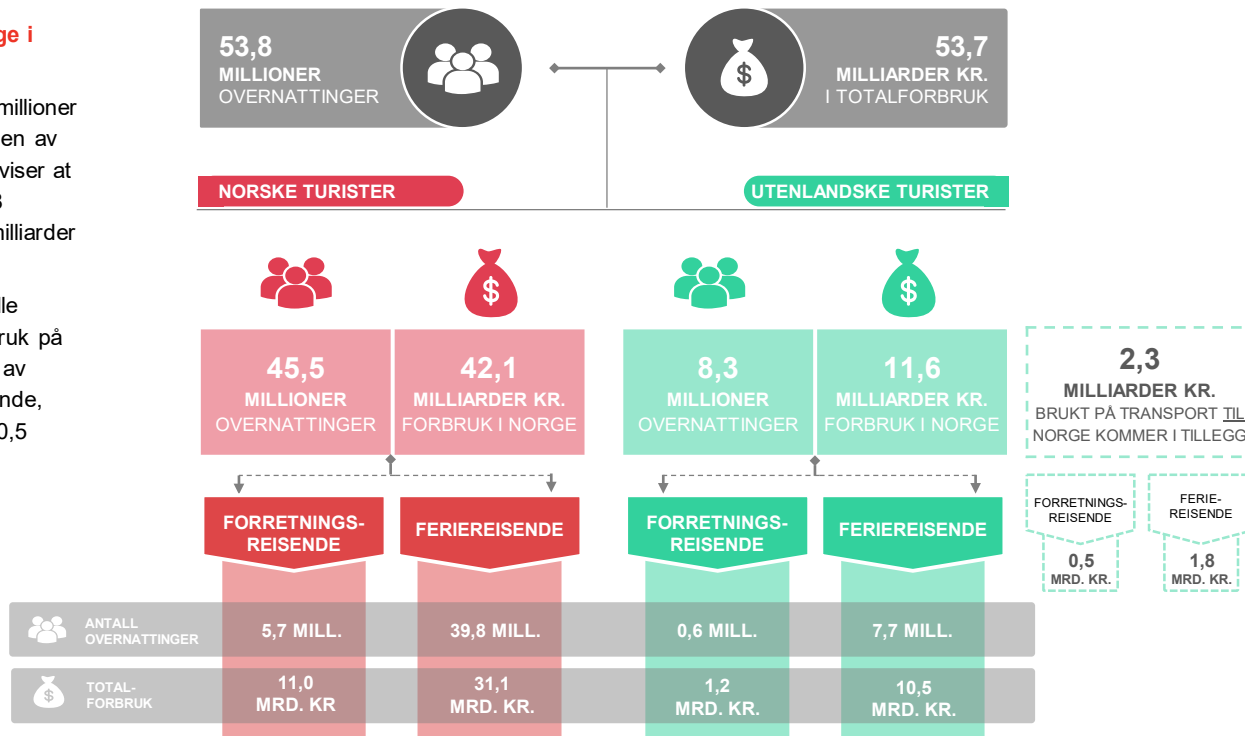 ge i
millioner
en av
viser at
3
milliarder
lle
ruk på
av
nde,
0,5
53,8
MILLIONER
OVERNATTINGER
$
53,7
MILLIARDER KR.
I TOTALFORBRUK
NORSKE TURISTER
UTENLANDSKE TURISTER
$
$
45,5
MILLIONER
OVERNATTINGER
42,1
MILLIARDER KR.
FORBRUK I NORGE
8,3
MILLIONER
OVERNATTINGER
11,6
MILLIARDER KR.
FORBRUK I NORGE
2,3
MILLIARDER KR.
BRUKT PÅ TRANSPORT TIL
NORGE KOMMER I TILLEGG
FORRETNINGS-
REISENDE
FERIEREISENDE
FORRETNINGS-
REISENDE
FERIEREISENDE
FORRETNINGS-
REISENDE
FERIE-
REISENDE
0,5
MRD. KR.
1,8
MRD. KR.
ANTALL
OVERNATTINGER
5,7 MILL.
39,8 MILL.
0,6 MILL.
7,7 MILL.
$
TOTAL-
FORBRUK
11,0
MRD. KR
31,1
MRD. KR.
1,2
MRD. KR.
10,5
MRD. KR.